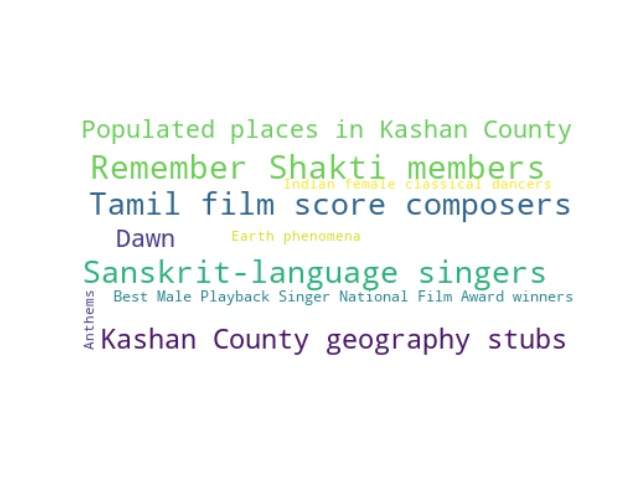 Populated places in Kashan County
Remember Shakti members
Indian female classical dancers
Tamil film score composers
Dawn
Earth phenomena
Sanskrit-language singers
Anthems
Best Male Playback Singer National Film Award winners
Kashan County geography stubs